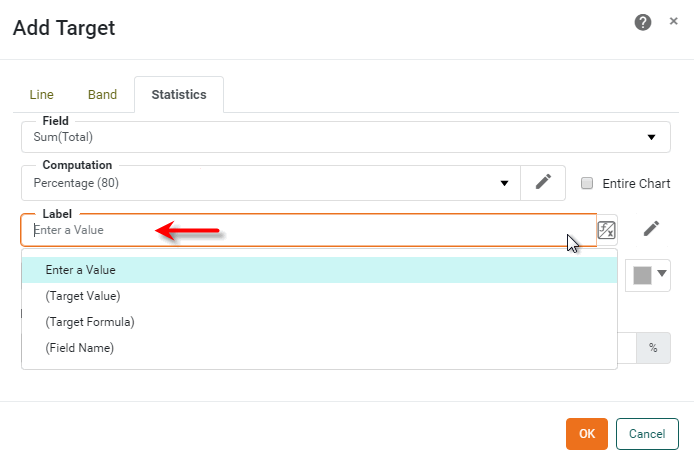 Add Target
? ×
Line Band Statistics
Field
Sum(Total)
Computation
Percentage (80)
Entire Chart
Label
Enter a Value
Enter a Value
(Target Value)
(Target Formula)
(Field Name)
%
OK Cancel